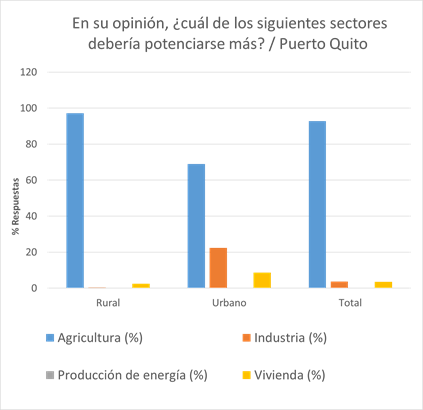 En su opinión, ¿cuál de los siguientes sectores
debería potenciarse más? / Puerto Quito
120
100
80
60
40
20
0
% Respuestas
Rural
Urbano
Total
Agricultura (%)
Industria (%)
Producción de energía (%)
Vivienda (%)